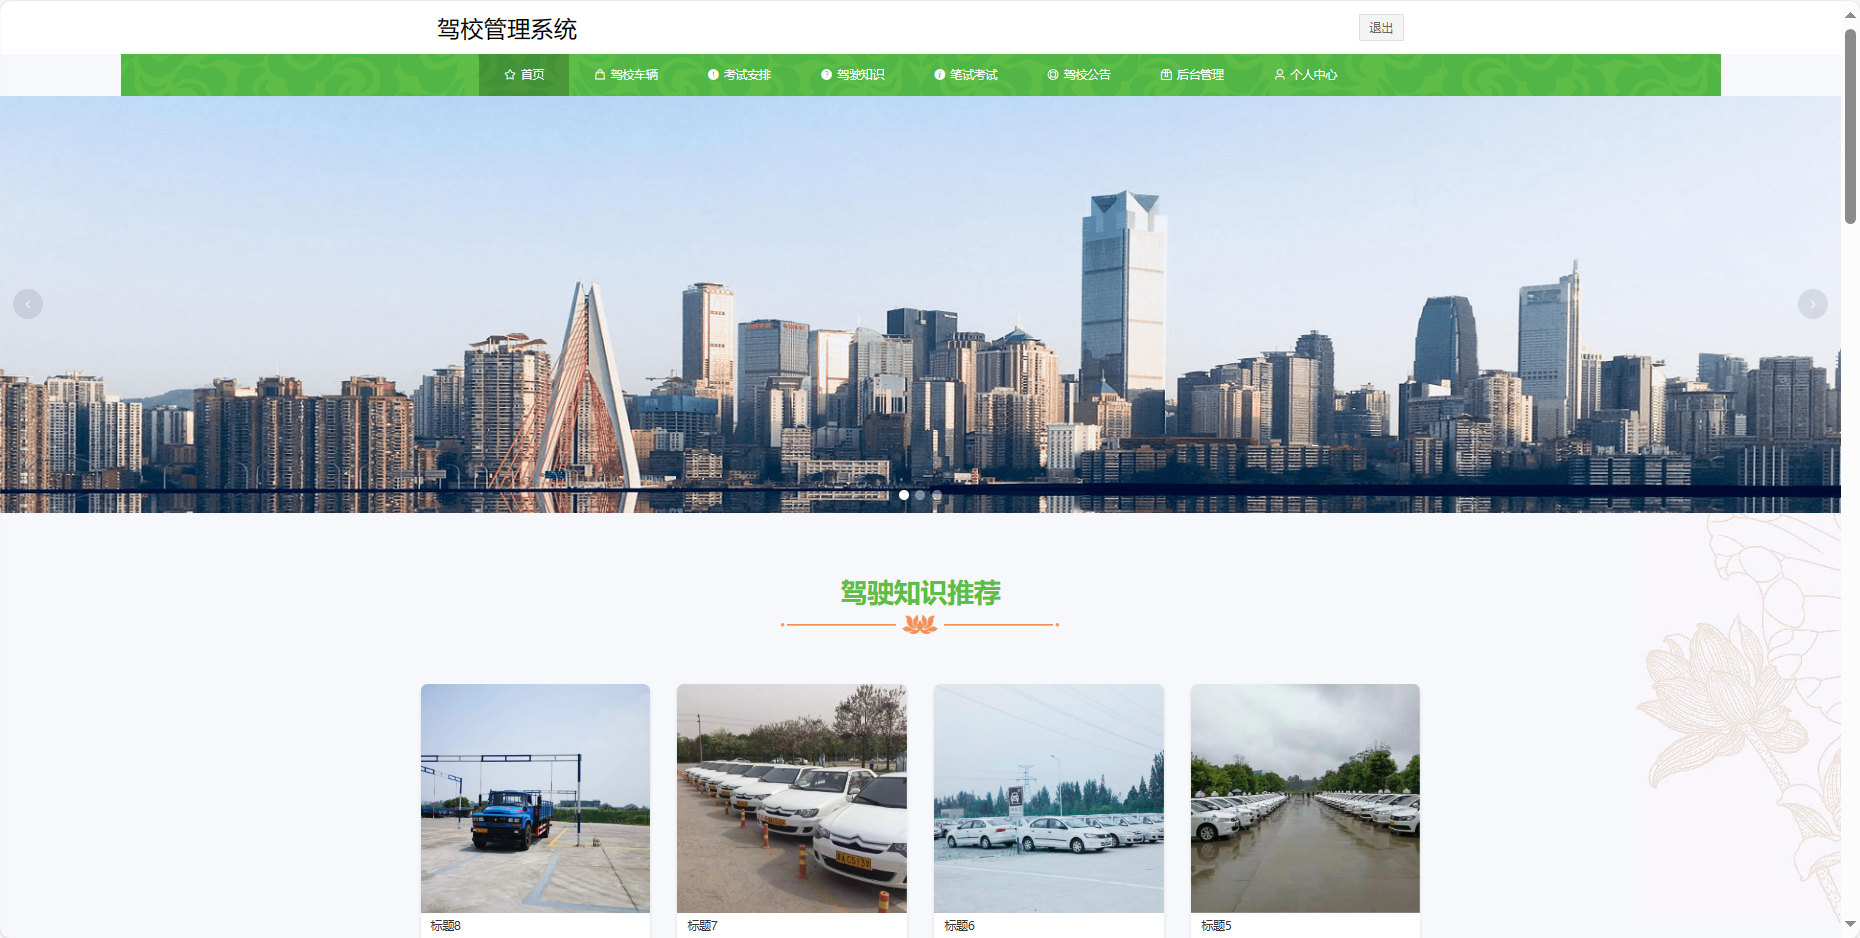 驾校管理系统
退出
首页
驾校车辆
考试安排
驾驶知识
笔试考试
驾校公告
后台管理
个人中心
驾驶知识推荐
标题8
标题7
标题6
标题5